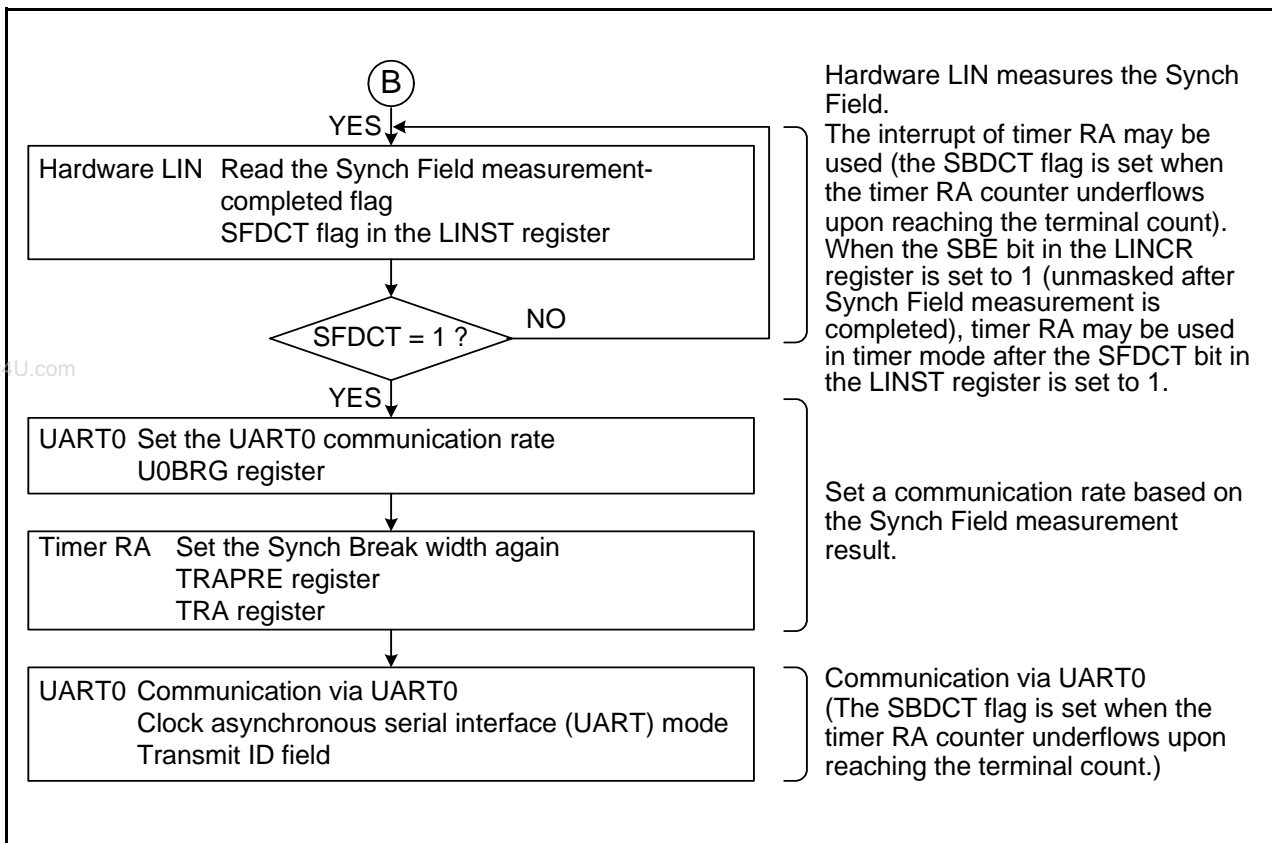 B
YES
Hardware LIN Read the Synch Field measurement-
completed flag
SFDCT flag in the LINST register
SFDCT = 1 ?
NO
YES
UART0 Set the UART0 communication rate
U0BRG register
Timer RA Set the Synch Break width again
TRAPRE register
TRA register
UART0 Communication via UART0
Clock asynchronous serial interface (UART) mode
Transmit ID field
Hardware LIN measures the Synch
Field.
The interrupt of timer RA may be
used (the SBDCT flag is set when
the timer RA counter underflows
upon reaching the terminal count).
When the SBE bit in the LINCR
register is set to 1 (unmasked after
Synch Field measurement is
completed), timer RA may be used
in timer mode after the SFDCT bit in
the LINST register is set to 1.
Set a communication rate based on
the Synch Field measurement
result.
Communication via UART0
(The SBDCT flag is set when the
timer RA counter underflows upon
reaching the terminal count.)
4U.com